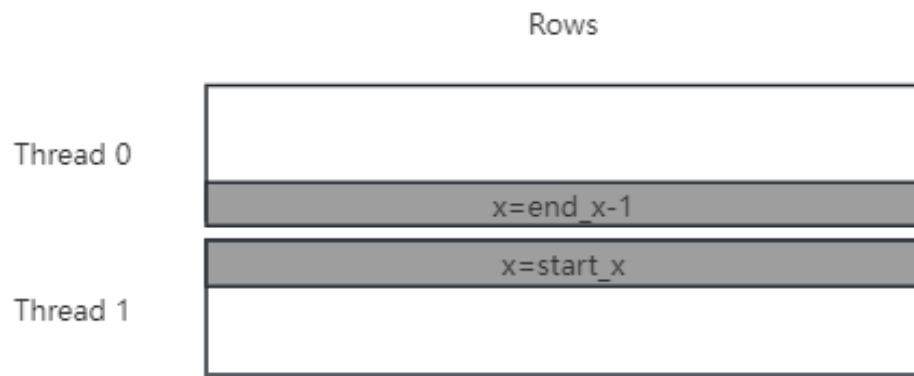 Rows
Thread 0
x=end_x-1
x=start_x
Thread 1